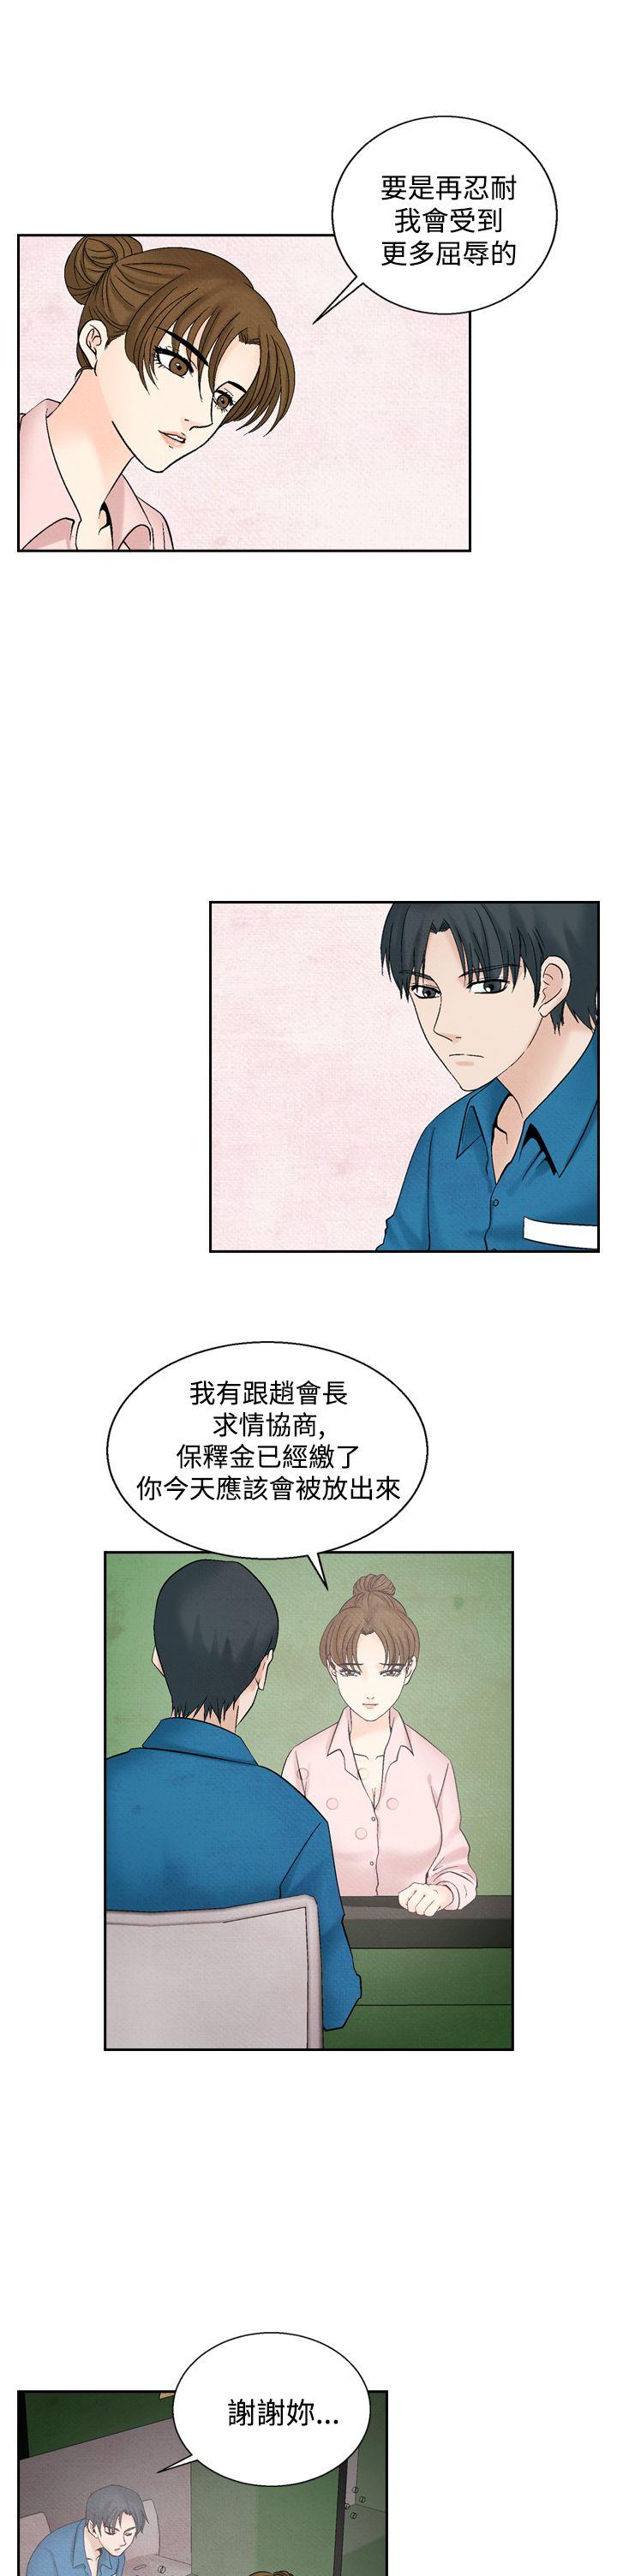 要是再忍耐
我會受到
更多屈辱的
我有跟趙會長
求情協商,
保釋金已經繳了
你今天應該會被放出來
謝謝妳...